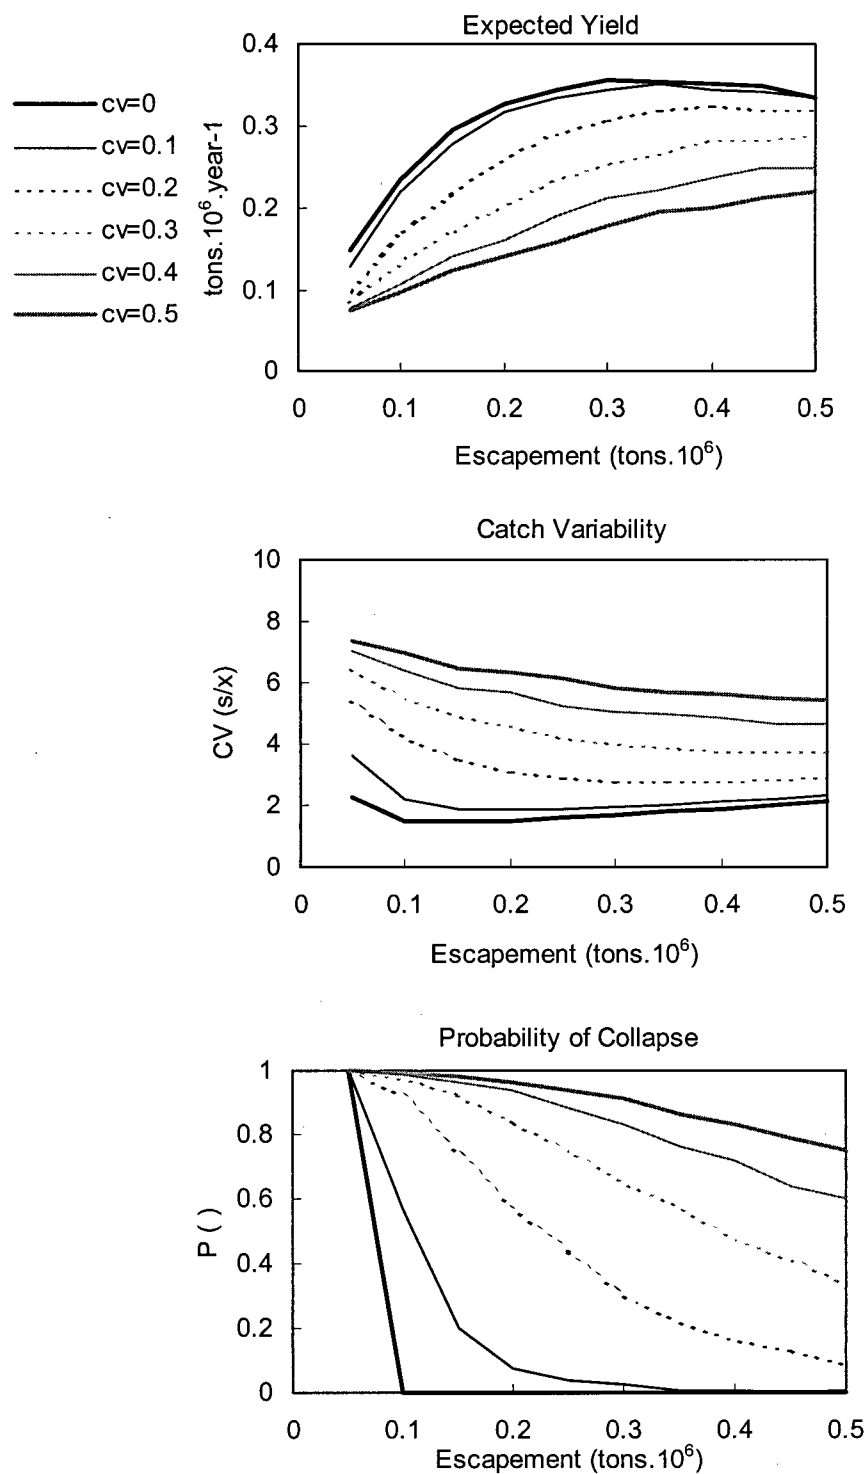 Expected Yield
cv=0
cv=0.1
cv=0.2
cv=0.3
cv=0.4
cv=0.5
tons.10⁶.year-1
0.4
0.3
0.2
0.1
0
0 0.1 0.2 0.3 0.4 0.5
Escapement (tons.10⁶)
Catch Variability
CV (s/x)
10
8
6
4
2
0
0 0.1 0.2 0.3 0.4 0.5
Escapement (tons.10⁶)
Probability of Collapse
P ( )
1
0.8
0.6
0.4
0.2
0
0 0.1 0.2 0.3 0.4 0.5
Escapement (tons.10⁶)